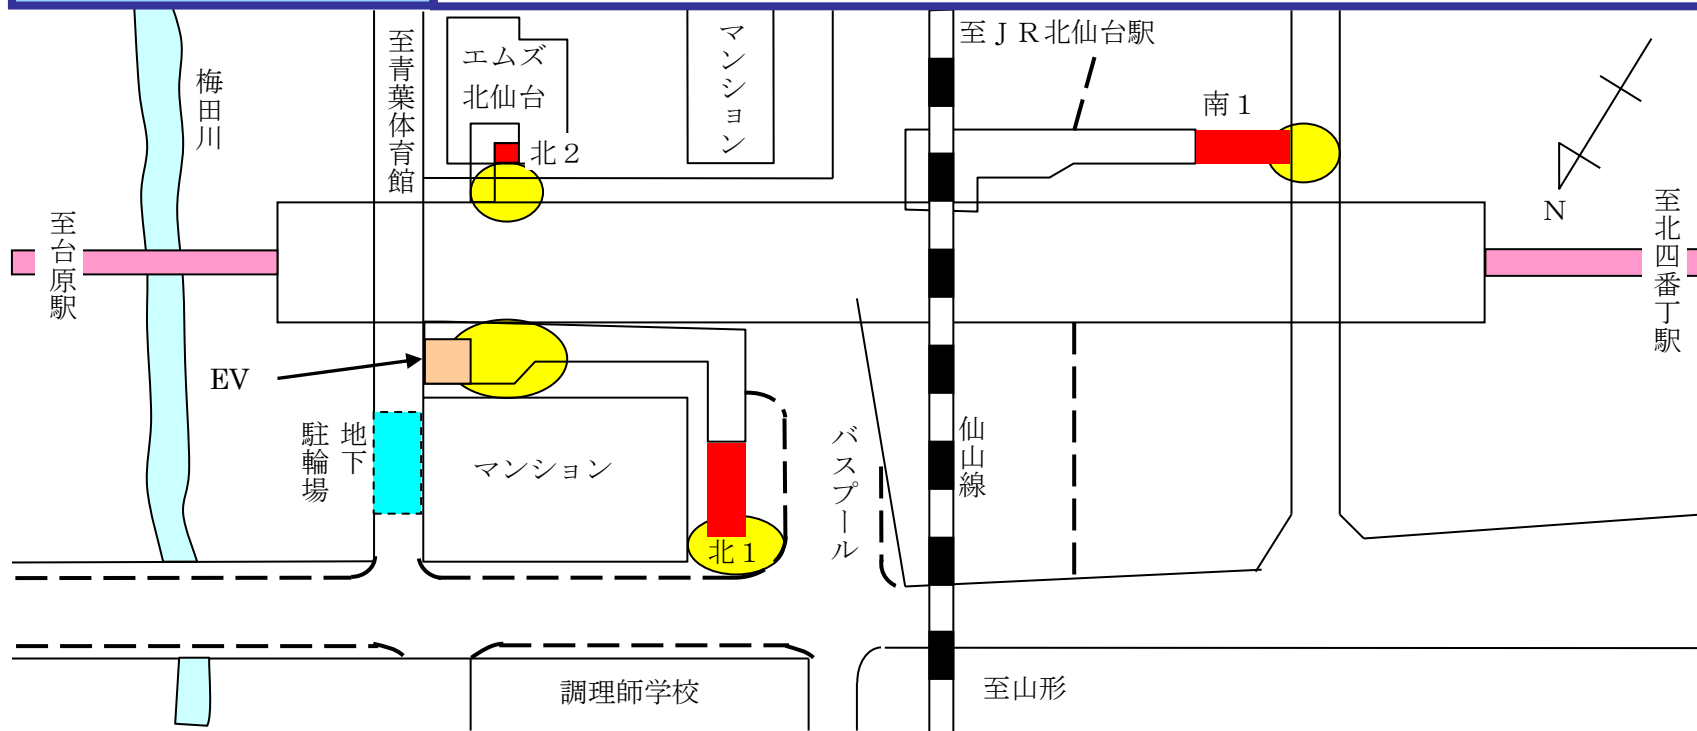 至ＪＲ北仙台駅
マンション
至青葉体育館
エムズ
北仙台
梅田川
南１
北２
N
至台原駅
至北四番丁駅
EV
地下
駐輪場
マンション
バスプール
仙山線
北１
調理師学校
至山形